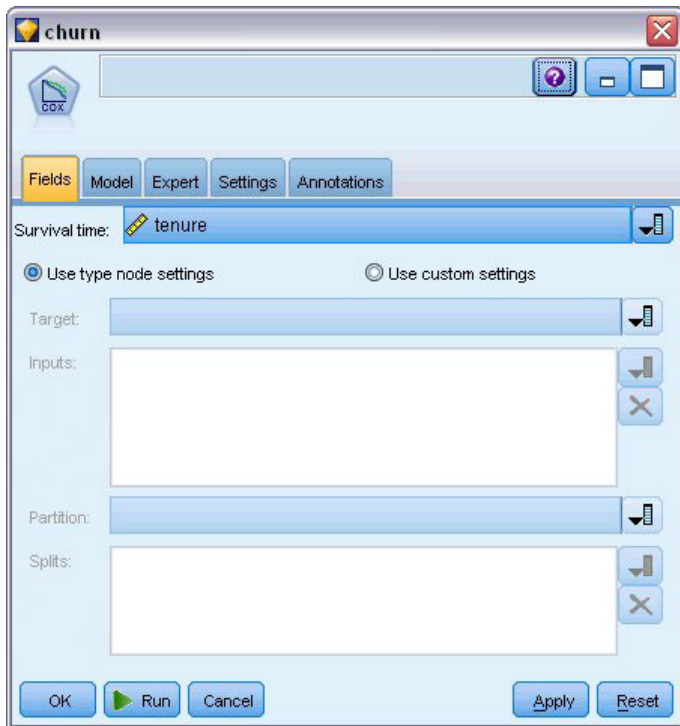 churn
COX
?
Fields Model Expert Settings Annotations
Survival time: tenure
Use type node settings Use custom settings
Target:
Inputs:
Partition:
Splits:
OK Run Cancel Apply Reset